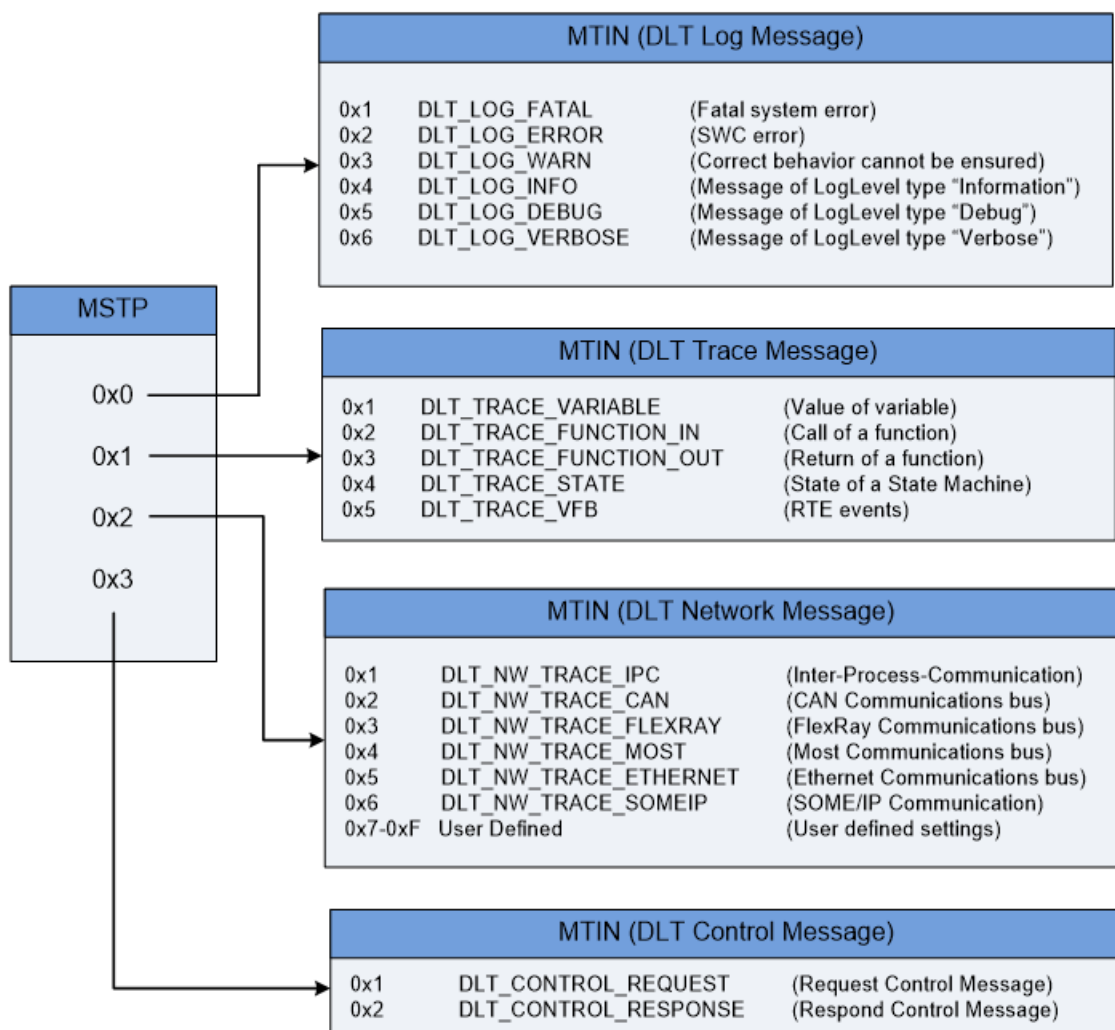 MTIN (DLT Log Message)
0x1 DLT_LOG_FATAL (Fatal system error)
0x2 DLT_LOG_ERROR (SWC error)
0x3 DLT_LOG_WARN (Correct behavior cannot be ensured)
0x4 DLT_LOG_INFO (Message of LogLevel type “Information”)
0x5 DLT_LOG_DEBUG (Message of LogLevel type “Debug”)
0x6 DLT_LOG_VERBOSE (Message of LogLevel type “Verbose”)
MSTP
0x0
0x1
0x2
0x3
MTIN (DLT Trace Message)
0x1 DLT_TRACE_VARIABLE (Value of variable)
0x2 DLT_TRACE_FUNCTION_IN (Call of a function)
0x3 DLT_TRACE_FUNCTION_OUT (Return of a function)
0x4 DLT_TRACE_STATE (State of a State Machine)
0x5 DLT_TRACE_VFB (RTE events)
MTIN (DLT Network Message)
0x1 DLT_NW_TRACE_IPC (Inter-Process-Communication)
0x2 DLT_NW_TRACE_CAN (CAN Communications bus)
0x3 DLT_NW_TRACE_FLEXRAY (FlexRay Communications bus)
0x4 DLT_NW_TRACE_MOST (Most Communications bus)
0x5 DLT_NW_TRACE_ETHERNET (Ethernet Communications bus)
0x6 DLT_NW_TRACE_SOMEIP (SOME/IP Communication)
0x7-0xF User Defined (User defined settings)
MTIN (DLT Control Message)
0x1 DLT_CONTROL_REQUEST (Request Control Message)
0x2 DLT_CONTROL_RESPONSE (Respond Control Message)